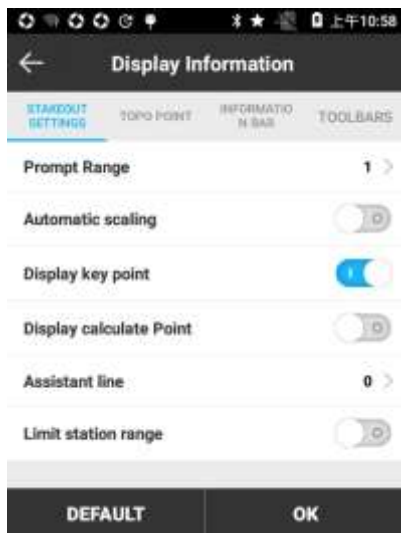 上午10:58
Display Information
STAKEOUT
SETTINGS
TOPO POINT
INFORMATIO
N BAR
TOOLBARS
Prompt Range 1
Automatic scaling
Display key point
Display calculate Point
Assistant line 0
Limit station range
DEFAULT OK